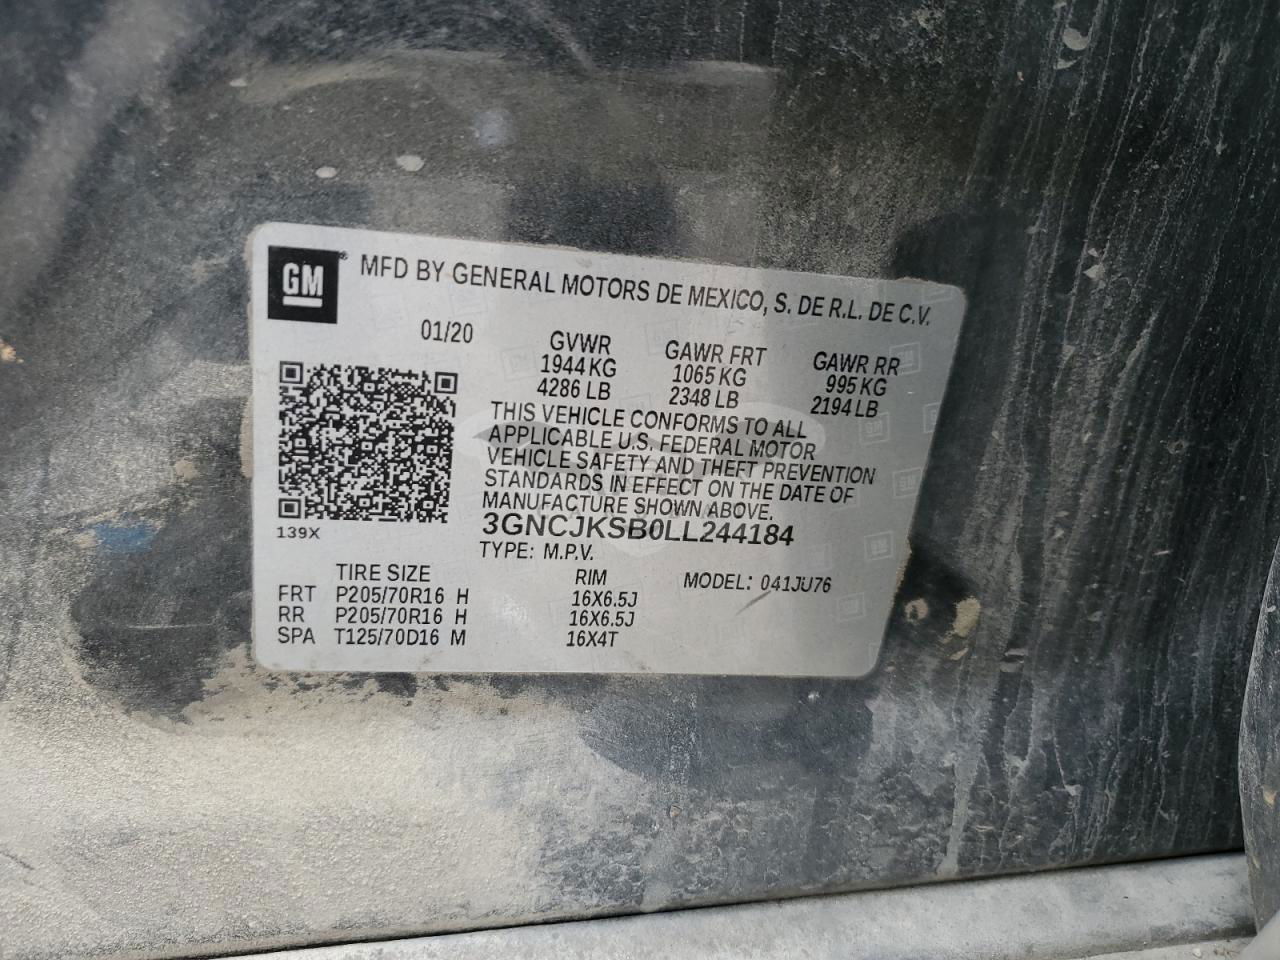 GM ® MFD BY GENERAL MOTORS DE MEXICO, S. DE R.L. DE C.V.
01/20 GVWR GAWR FRT GAWR RR
1944 KG 1065 KG 995 KG
4286 LB 2348 LB 2194 LB
THIS VEHICLE CONFORMS TO ALL
APPLICABLE U.S. FEDERAL MOTOR
VEHICLE SAFETY AND THEFT PREVENTION
STANDARDS IN EFFECT ON THE DATE OF
MANUFACTURE SHOWN ABOVE.
139X 3GNCJKSB0LL244184
TYPE: M.P.V.
TIRE SIZE RIM MODEL: 041JU76
FRT P205/70R16 H 16X6.5J
RR P205/70R16 H 16X6.5J
SPA T125/70D16 M 16X4T